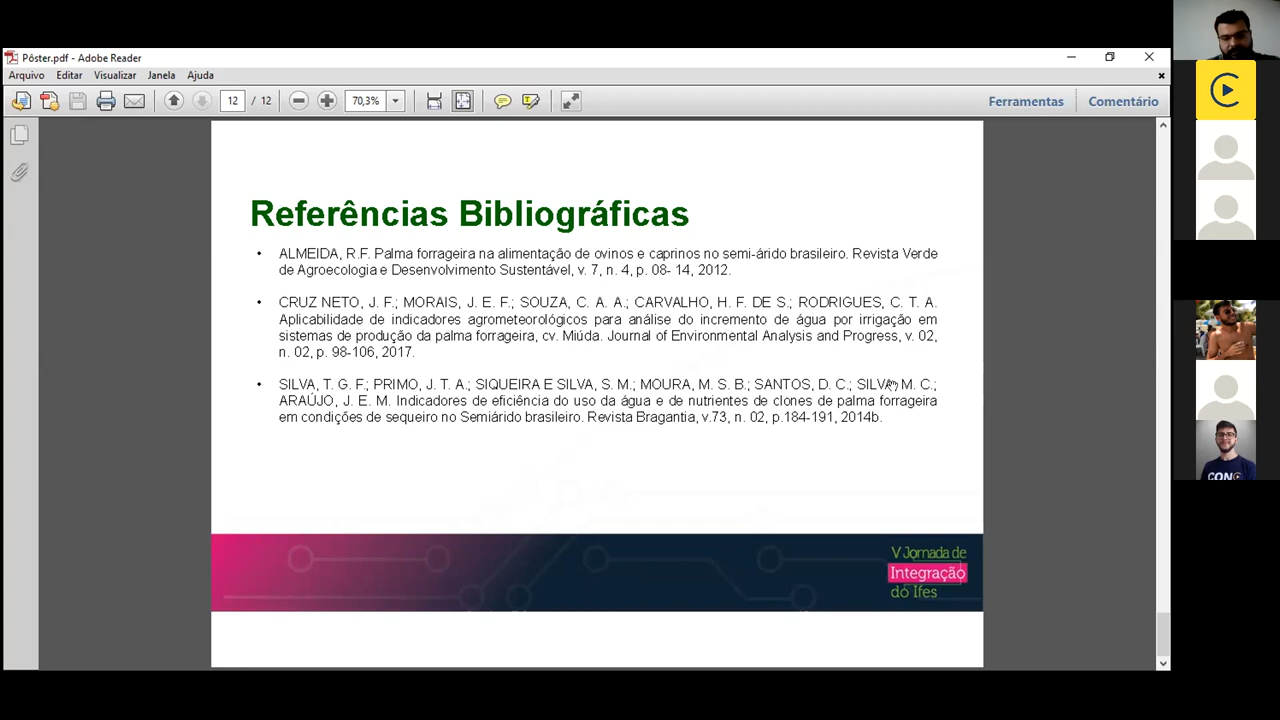 Pôster.pdf - Adobe Reader
Arquivo Editar Visualizar Janela Ajuda
12 / 12 70,3% Ferramentas Comentário
Referências Bibliográficas
• ALMEIDA, R.F. Palma forrageira na alimentação de ovinos e caprinos no semi-árido brasileiro. Revista Verde
de Agroecologia e Desenvolvimento Sustentável, v. 7, n. 4, p. 08- 14, 2012.
• CRUZ NETO, J. F.; MORAIS, J. E. F.; SOUZA, C. A. A.; CARVALHO, H. F. DE S.; RODRIGUES, C. T. A.
Aplicabilidade de indicadores agrometeorológicos para análise do incremento de água por irrigação em
sistemas de produção da palma forrageira, cv. Miúda. Journal of Environmental Analysis and Progress, v. 02,
n. 02, p. 98-106, 2017.
• SILVA, T. G. F.; PRIMO, J. T. A.; SIQUEIRA E SILVA, S. M.; MOURA, M. S. B.; SANTOS, D. C.; SILVA, M. C.;
ARAÚJO, J. E. M. Indicadores de eficiência do uso da água e de nutrientes de clones de palma forrageira
em condições de sequeiro no Semiárido brasileiro. Revista Bragantia, v.73, n. 02, p.184-191, 2014b.
V Jornada de
Integração
do Ifes